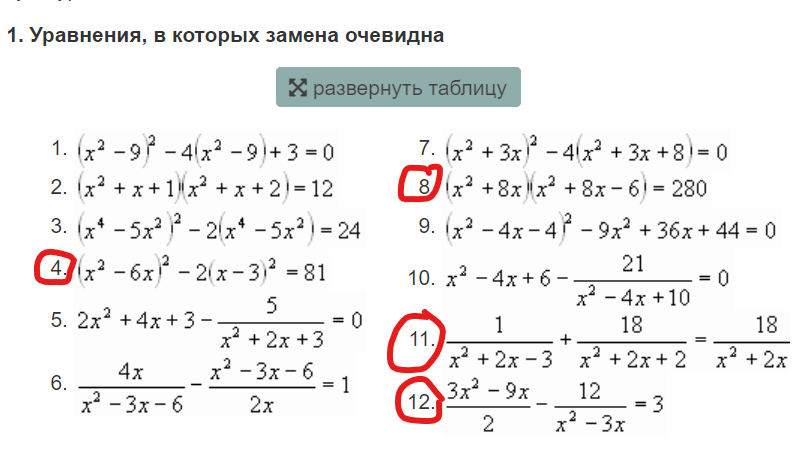 1. Уравнения, в которых замена очевидна
развернуть таблицу
1. (x² − 9)² − 4(x² − 9) + 3 = 0
2. (x² + x + 1)(x² + x + 2) = 12
3. (x⁴ − 5x²)² − 2(x⁴ − 5x²) = 24
4. (x² − 6x)² − 2(x − 3)² = 81
5. 2x² + 4x + 3 − 5/(x² + 2x + 3) = 0
6. 4x/(x² − 3x − 6) − (x² − 3x − 6)/2x = 1
7. (x² + 3x)² − 4(x² + 3x + 8) = 0
8. (x² + 8x)(x² + 8x − 6) = 280
9. (x² − 4x − 4)² − 9x² + 36x + 44 = 0
10. x² − 4x + 6 − 21/(x² − 4x + 10) = 0
11. 1/(x² + 2x − 3) + 18/(x² + 2x + 2) = 18/(x² + 2x
12. (3x² − 9x)/2 − 12/(x² − 3x) = 3